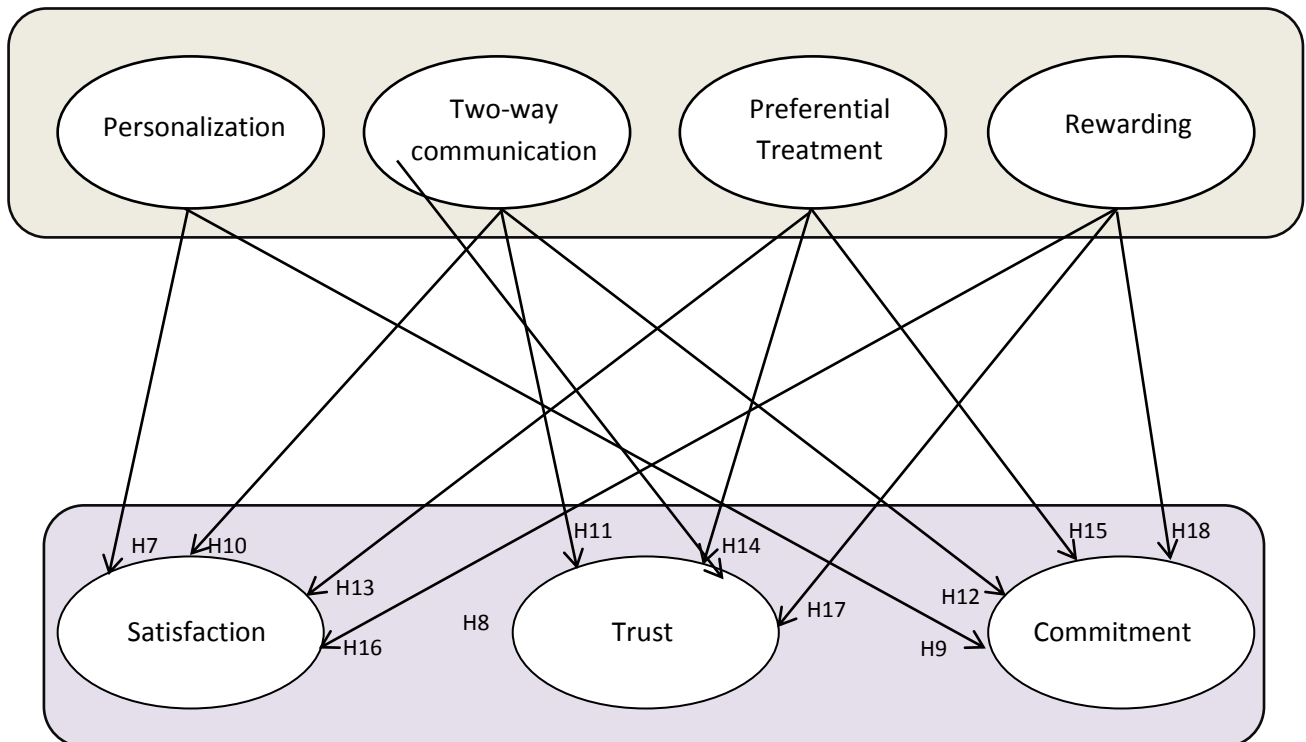 Personalization
Two-way
communication
Preferential
Treatment
Rewarding
H7
H10
H11
H14
H15
H18
H13
H12
H17
H8
H16
H9
Satisfaction
Trust
Commitment